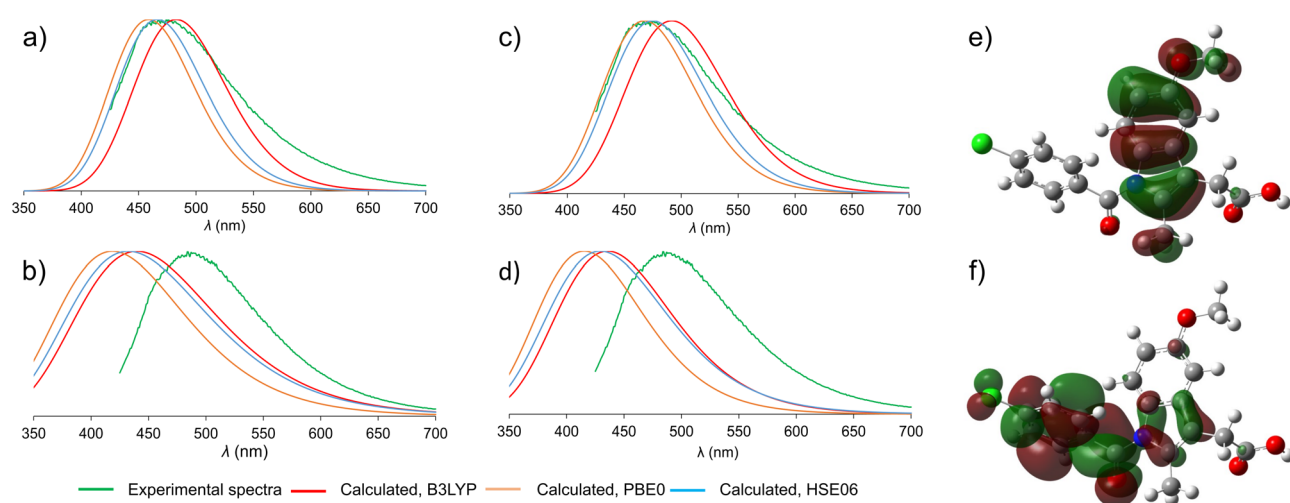 a)
c)
e)
350 400 450 500 550 600 650 700
λ (nm)
350 400 450 500 550 600 650 700
λ (nm)
b)
d)
f)
350 400 450 500 550 600 650 700
λ (nm)
350 400 450 500 550 600 650 700
λ (nm)
Experimental spectra Calculated, B3LYP Calculated, PBE0 Calculated, HSE06